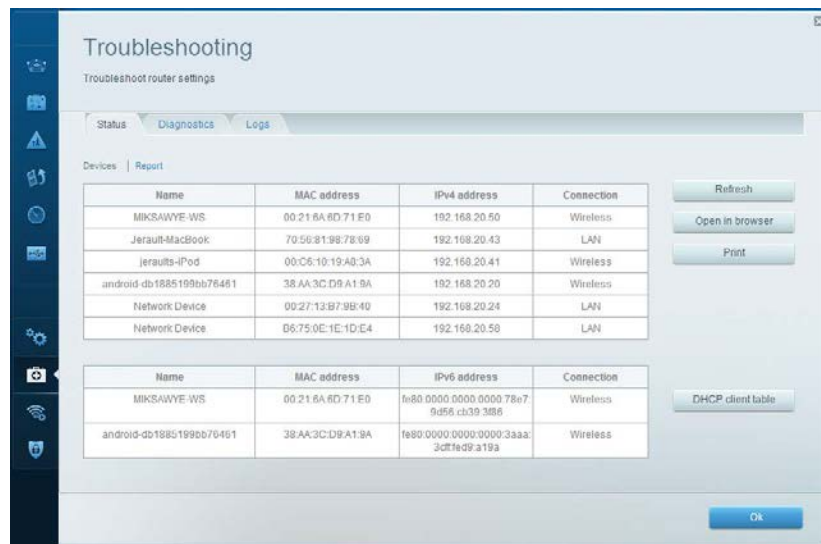 Troubleshooting
Troubleshoot router settings
Status Diagnostics Logs
Devices | Report
Name MAC address IPv4 address Connection
MIKSAWYE-WS 00:21:6A:6D:71:E0 192.168.20.50 Wireless
Jerault-MacBook 70:56:81:98:78:69 192.168.20.43 LAN
jeraults-iPod 00:C6:10:19:A8:3A 192.168.20.41 Wireless
android-db1885199bb76461 38:AA:3C:D9:A1:9A 192.168.20.20 Wireless
Network Device 00:27:13:B7:9B:40 192.168.20.24 LAN
Network Device B6:75:0E:1E:1D:E4 192.168.20.58 LAN
Refresh
Open in browser
Print
Name MAC address IPv6 address Connection
MIKSAWYE-WS 00:21:6A:6D:71:E0 fe80:0000:0000:0000:78e7: Wireless
9d56:cb39:3f86
android-db1885199bb76461 38:AA:3C:D9:A1:9A fe80:0000:0000:0000:3aaa: Wireless
3cff:fed9:a19a
DHCP client table
Ok